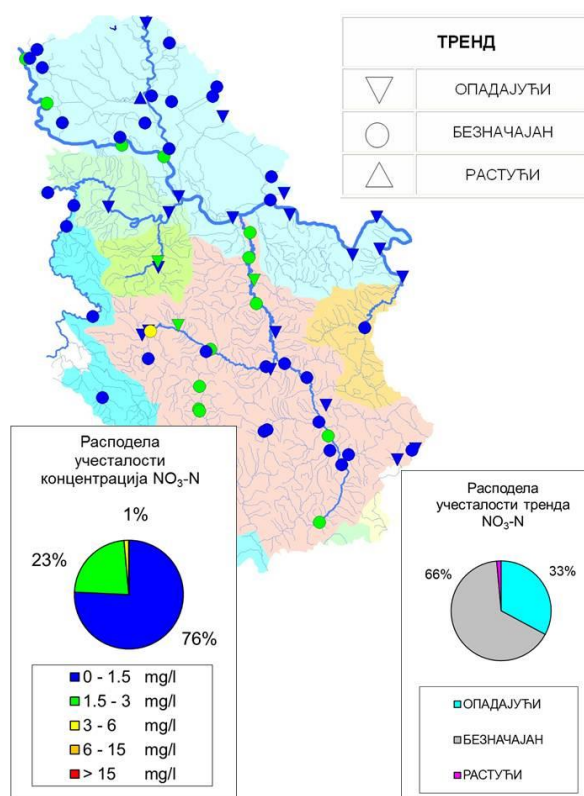 ТРЕНД
ОПАДАЈУЋИ
БЕЗНАЧАЈАН
РАСТУЋИ
Расподела
учесталости
концентрација NO₃-N
1%
23%
76%
0 - 1.5 mg/l
1.5 - 3 mg/l
3 - 6 mg/l
6 - 15 mg/l
> 15 mg/l
Расподела
учесталости тренда
NO₃-N
66%
33%
ОПАДАЈУЋИ
БЕЗНАЧАЈАН
РАСТУЋИ